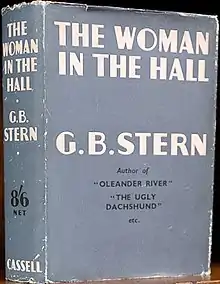 THE WOMAN
IN THE HALL
G.B.
STERN
8/6
NET
CASSELL
THE WOMAN
IN THE HALL
G.B.STERN
Author of
"OLEANDER RIVER"
"THE UGLY
DACHSHUND"
etc.